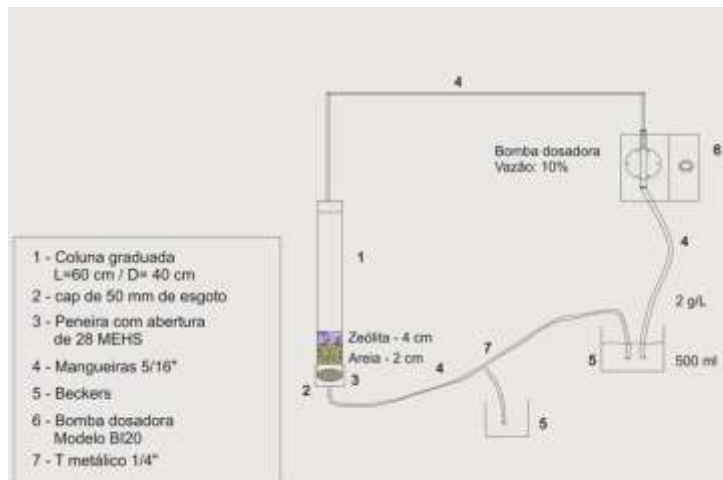 4
Bomba dosadora
Vazão: 10%
6
1
4
2 g/L
Zeólita - 4 cm
Areia - 2 cm
7
5
500 ml
2
3
4
5
1 - Coluna graduada
L=60 cm / D= 40 cm
2 - cap de 50 mm de esgoto
3 - Peneira com abertura
de 28 MEHS
4 - Mangueiras 5/16"
5 - Beckers
6 - Bomba dosadora
Modelo BI20
7 - T metálico 1/4"